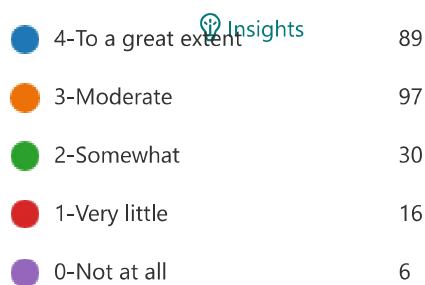 Insights
4-To a great extent 89
3-Moderate 97
2-Somewhat 30
1-Very little 16
0-Not at all 6